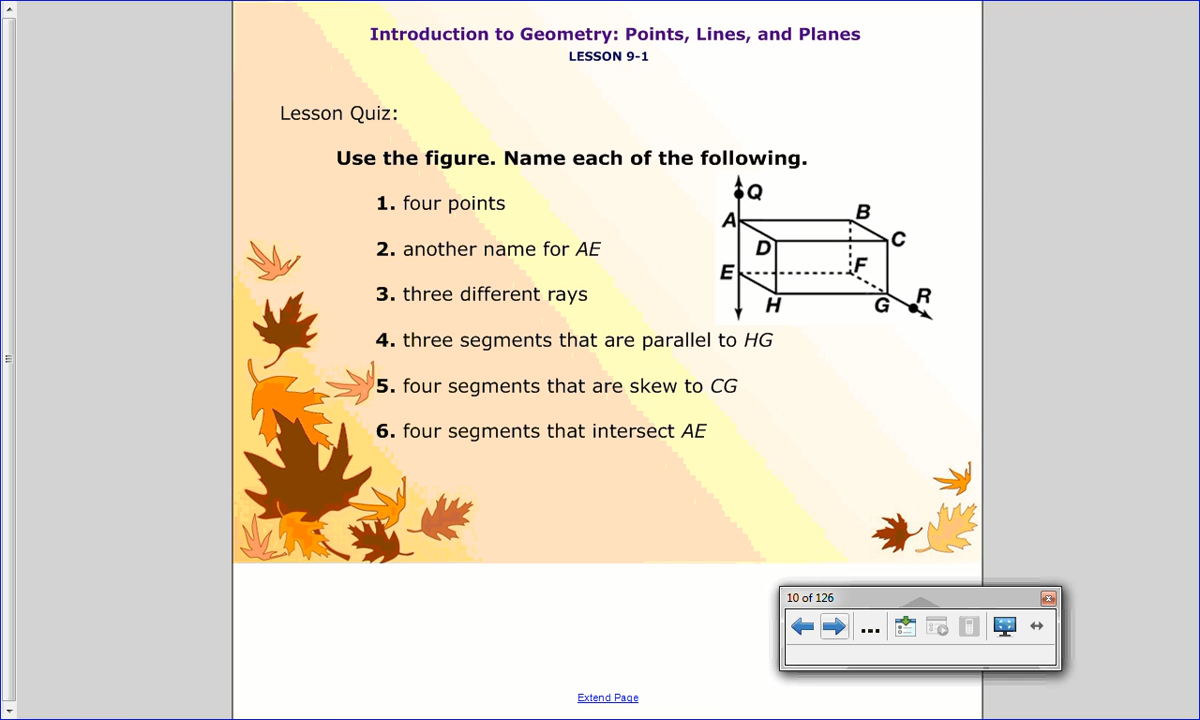 Introduction to Geometry: Points, Lines, and Planes
LESSON 9-1
Lesson Quiz:
Use the figure. Name each of the following.
1. four points
2. another name for AE
3. three different rays
4. three segments that are parallel to HG
5. four segments that are skew to CG
6. four segments that intersect AE
Q
A
B
D
C
E
F
H
G
R
10 of 126
...
Extend Page